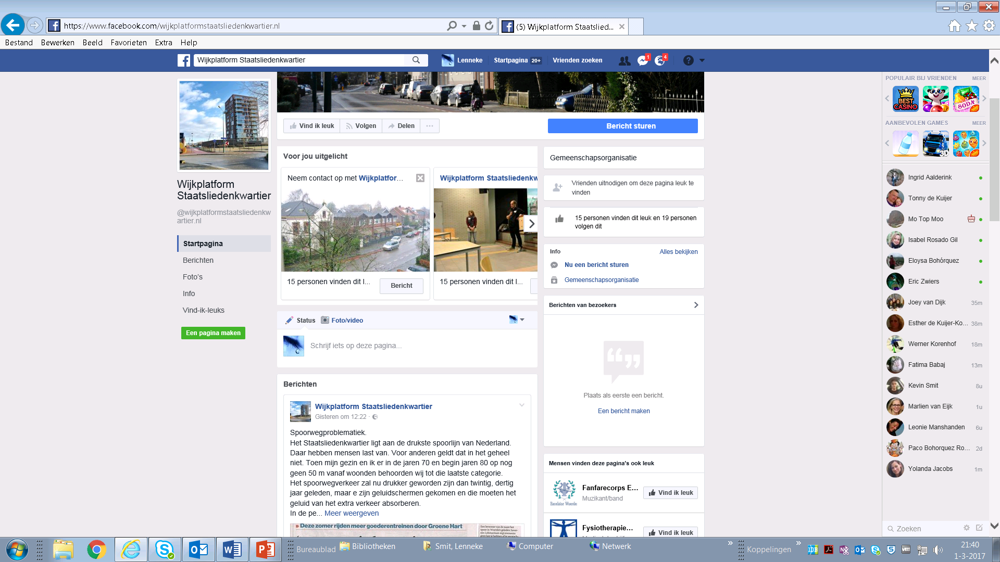 https://www.facebook.com/wijkplatformstaatsliedenkwartier.nl
(5) Wijkplatform Staatslied...
Bestand Bewerken Beeld Favorieten Extra Help
Wijkplatform Staatsliedenkwartier
Lenneke
Startpagina 20+
Vrienden zoeken
1
4
Wijkplatform
Staatsliedenkwartier
@wijkplatformstaatsliedenkw
artier.nl
Startpagina
Berichten
Foto's
Info
Vind-ik-leuks
Een pagina maken
Vind ik leuk
Volgen
Delen
Bericht sturen
Voor jou uitgelicht
Neem contact op met Wijkplatfor...
15 personen vinden dit l...
Bericht
Wijkplatform Staatsliedenkw
15 personen vinden dit l...
Status
Foto/video
Schrijf iets op deze pagina...
Berichten
Wijkplatform Staatsliedenkwartier
Gisteren om 12:22 ·
Spoorwegproblematiek.
Het Staatsliedenkwartier ligt aan de drukste spoorlijn van Nederland.
Daar hebben mensen last van. Voor anderen geldt dat in het geheel
niet. Toen mijn gezin en ik er in de jaren 70 en begin jaren 80 op nog
geen 50 m vanaf woonden behoorden wij tot die laatste categorie.
Het spoorwegverkeer zal nu drukker geworden zijn dan twintig, dertig
jaar geleden, maar e zijn geluidschermen gekomen en die moeten het
geluid van het extra verkeer absorberen.
In de pe... Meer weergeven
Deze zomer rijden meer goederentreinen door Groene Hart
Gemeenschapsorganisatie
Vrienden uitnodigen om deze pagina leuk te
vinden
15 personen vinden dit leuk en 19 personen
volgen dit
Info
Alles bekijken
Nu een bericht sturen
Gemeenschapsorganisatie
Berichten van bezoekers
Plaats als eerste een bericht.
Een bericht maken
Mensen vinden deze pagina's ook leuk
Fanfarecorps E...
Muzikant/band
Vind ik leuk
Excelsior Woerden
Fysiotherapie...
Vind ik leuk
POPULAIR BIJ VRIENDEN
MEER
BEST CASINO
SODA
AANBEVOLEN GAMES
MEER
3D
Ingrid Aalderink
Tonny de Kuijer
Mo Top Moo
Isabel Rosado Gil
Eloysa Bohórquez
Eric Zwiers
Joey van Dijk 35m
Esther de Kuijer-Ko... 38m
Werner Korenhof 18m
Fatima Babaj 13m
Kevin Smit 8u
Marlien van Eijk 1u
Leonie Manshanden 6u
Paco Bohorquez Ro... 2d
Yolanda Jacobs 1m
Zoeken
Bureaublad
Bibliotheken
Smit, Lenneke
Computer
Netwerk
Koppelingen
21:40
1-3-2017